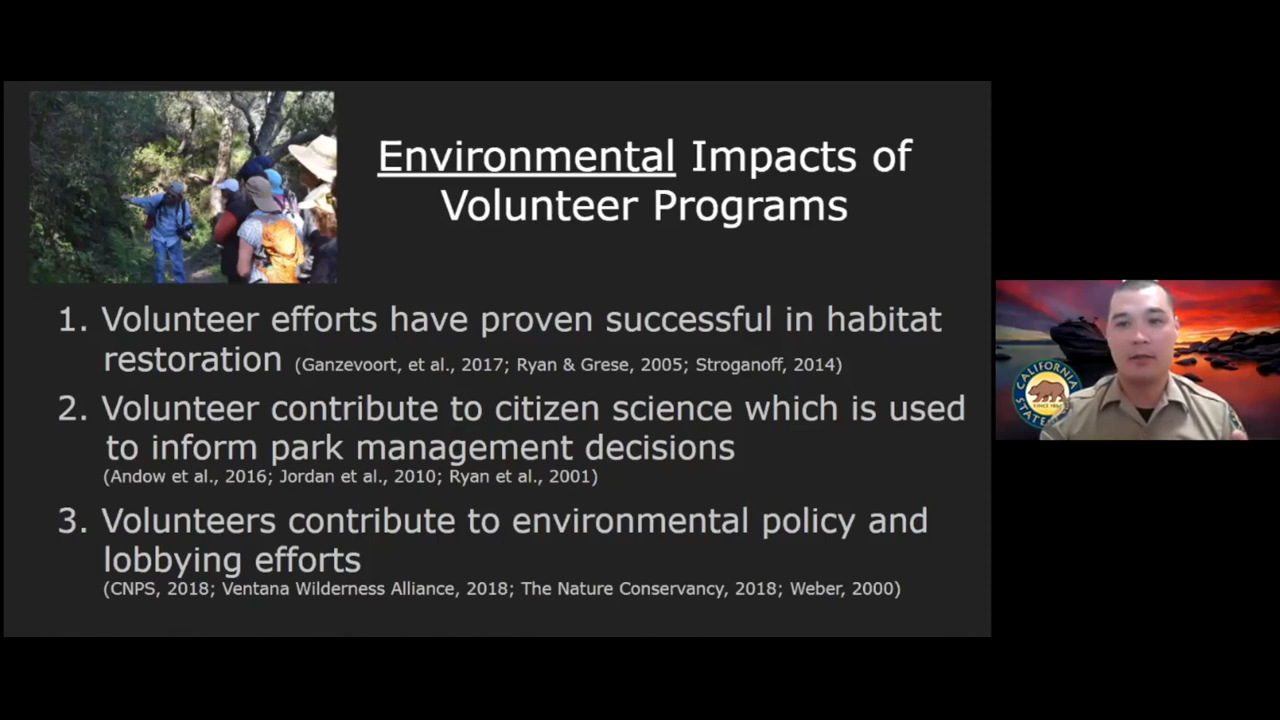 Environmental Impacts of
Volunteer Programs
1. Volunteer efforts have proven successful in habitat
restoration (Ganzevoort, et al., 2017; Ryan & Grese, 2005; Stroganoff, 2014)
2. Volunteer contribute to citizen science which is used
to inform park management decisions
(Andow et al., 2016; Jordan et al., 2010; Ryan et al., 2001)
3. Volunteers contribute to environmental policy and
lobbying efforts
(CNPS, 2018; Ventana Wilderness Alliance, 2018; The Nature Conservancy, 2018; Weber, 2000)
CALIFORNIA
STATE